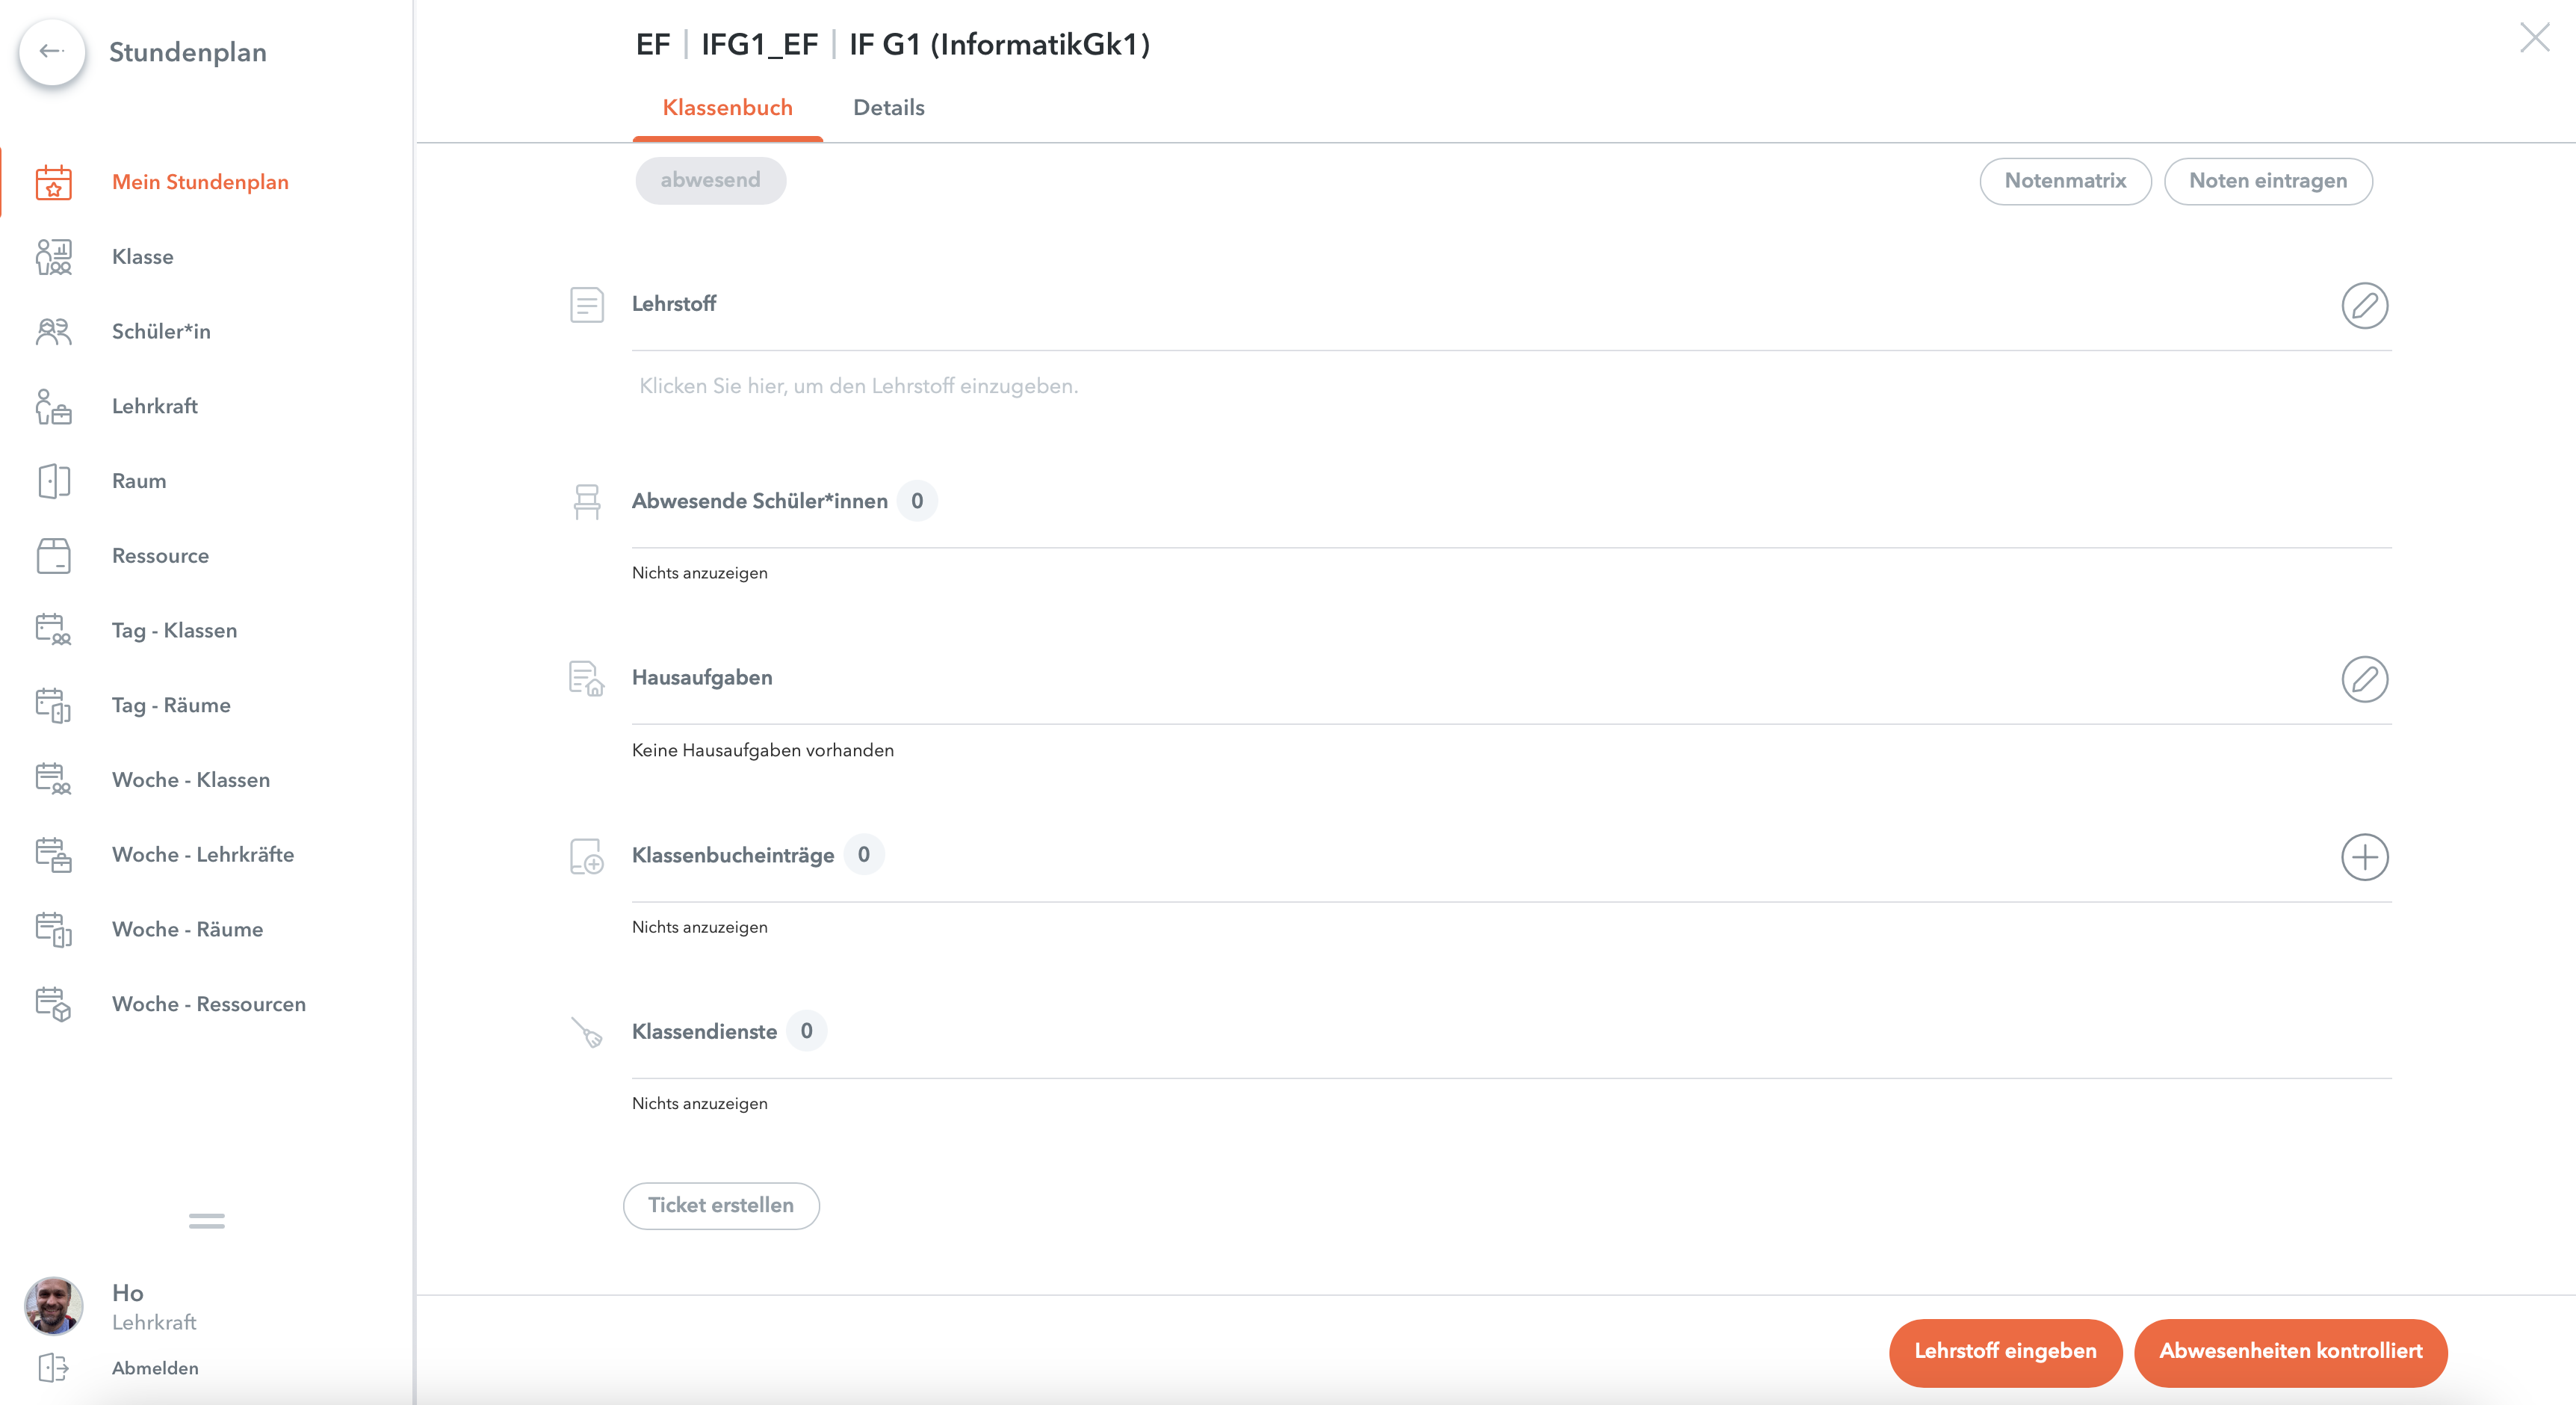 Stundenplan
Mein Stundenplan
Klasse
Schüler*in
Lehrkraft
Raum
Ressource
Tag - Klassen
Tag - Räume
Woche - Klassen
Woche - Lehrkräfte
Woche - Räume
Woche - Ressourcen
Ho
Lehrkraft
Abmelden
EF | IFG1_EF | IF G1 (InformatikGk1)
Klassenbuch Details
abwesend Notenmatrix Noten eintragen
Lehrstoff
Klicken Sie hier, um den Lehrstoff einzugeben.
Abwesende Schüler*innen 0
Nichts anzuzeigen
Hausaufgaben
Keine Hausaufgaben vorhanden
Klassenbucheinträge 0
Nichts anzuzeigen
Klassendienste 0
Nichts anzuzeigen
Ticket erstellen
Lehrstoff eingeben Abwesenheiten kontrolliert